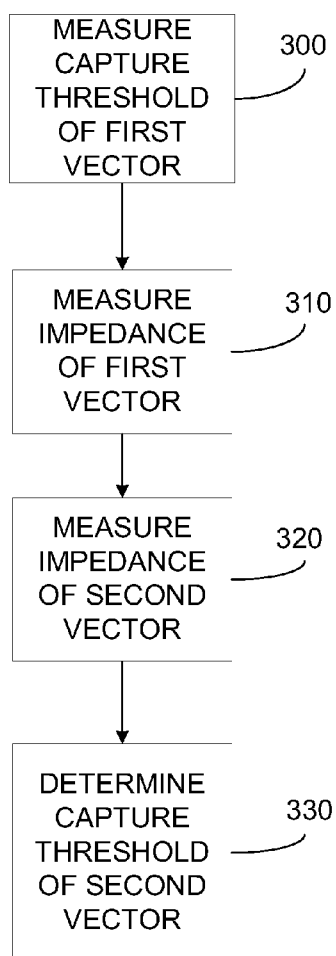 MEASURE
CAPTURE
THRESHOLD
OF FIRST
VECTOR
300
MEASURE
IMPEDANCE
OF FIRST
VECTOR
310
MEASURE
IMPEDANCE
OF SECOND
VECTOR
320
DETERMINE
CAPTURE
THRESHOLD
OF SECOND
VECTOR
330